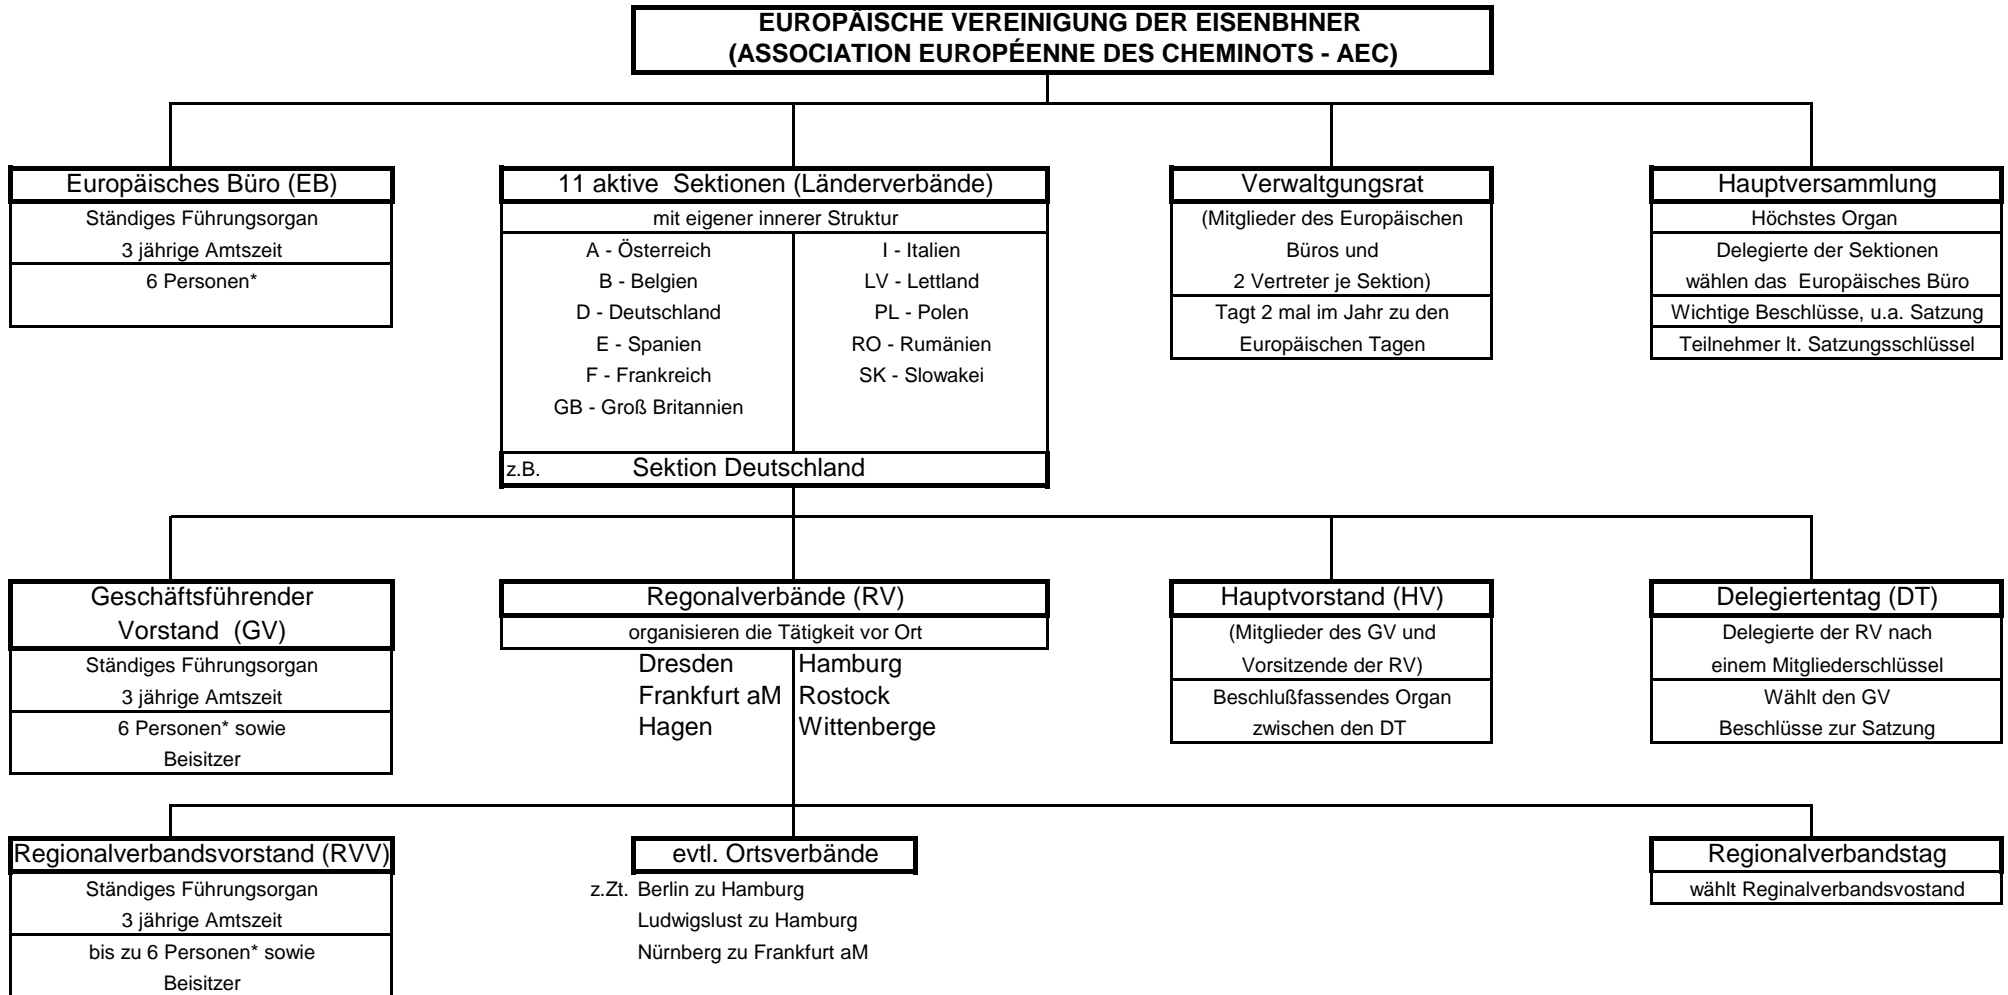 EUROPÄISCHE VEREINIGUNG DER EISENBHNER
(ASSOCIATION EUROPÉENNE DES CHEMINOTS - AEC)
Europäisches Büro (EB)
Ständiges Führungsorgan
3 jährige Amtszeit
6 Personen*
11 aktive Sektionen (Länderverbände)
mit eigener innerer Struktur
A - Österreich
B - Belgien
D - Deutschland
E - Spanien
F - Frankreich
GB - Groß Britannien
I - Italien
LV - Lettland
PL - Polen
RO - Rumänien
SK - Slowakei
z.B. Sektion Deutschland
Verwaltgungsrat
(Mitglieder des Europäischen
Büros und
2 Vertreter je Sektion)
Tagt 2 mal im Jahr zu den
Europäischen Tagen
Hauptversammlung
Höchstes Organ
Delegierte der Sektionen
wählen das Europäisches Büro
Wichtige Beschlüsse, u.a. Satzung
Teilnehmer lt. Satzungsschlüssel
Geschäftsführender
Vorstand (GV)
Ständiges Führungsorgan
3 jährige Amtszeit
6 Personen* sowie
Beisitzer
Regonalverbände (RV)
organisieren die Tätigkeit vor Ort
Dresden
Frankfurt aM
Hagen
Hamburg
Rostock
Wittenberge
Hauptvorstand (HV)
(Mitglieder des GV und
Vorsitzende der RV)
Beschlußfassendes Organ
zwischen den DT
Delegiertentag (DT)
Delegierte der RV nach
einem Mitgliederschlüssel
Wählt den GV
Beschlüsse zur Satzung
Regionalverbandsvorstand (RVV)
Ständiges Führungsorgan
3 jährige Amtszeit
bis zu 6 Personen* sowie
Beisitzer
evtl. Ortsverbände
z.Zt. Berlin zu Hamburg
Ludwigslust zu Hamburg
Nürnberg zu Frankfurt aM
Regionalverbandstag
wählt Reginalverbandsvostand